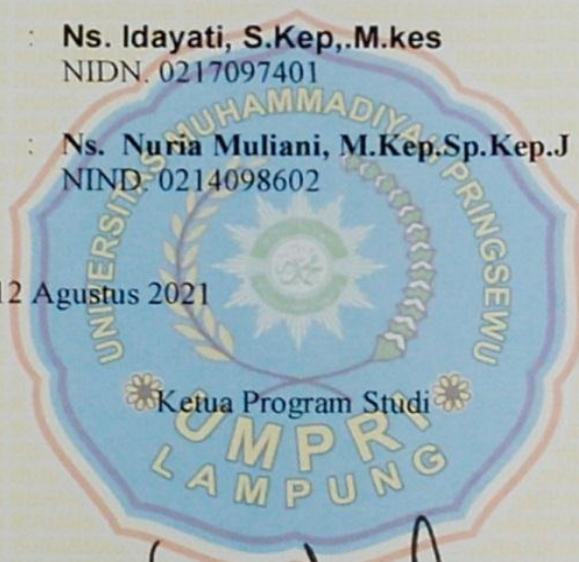 : Ns. Idayati, S.Kep,.M.kes
NIDN. 0217097401
: Ns. Nuria Muliani, M.Kep.Sp.Kep.J
NIND. 0214098602
12 Agustus 2021
Ketua Program Studi
UNIVERSITAS MUHAMMADIYAH PRINGSEWU
UMPRI
LAMPUNG